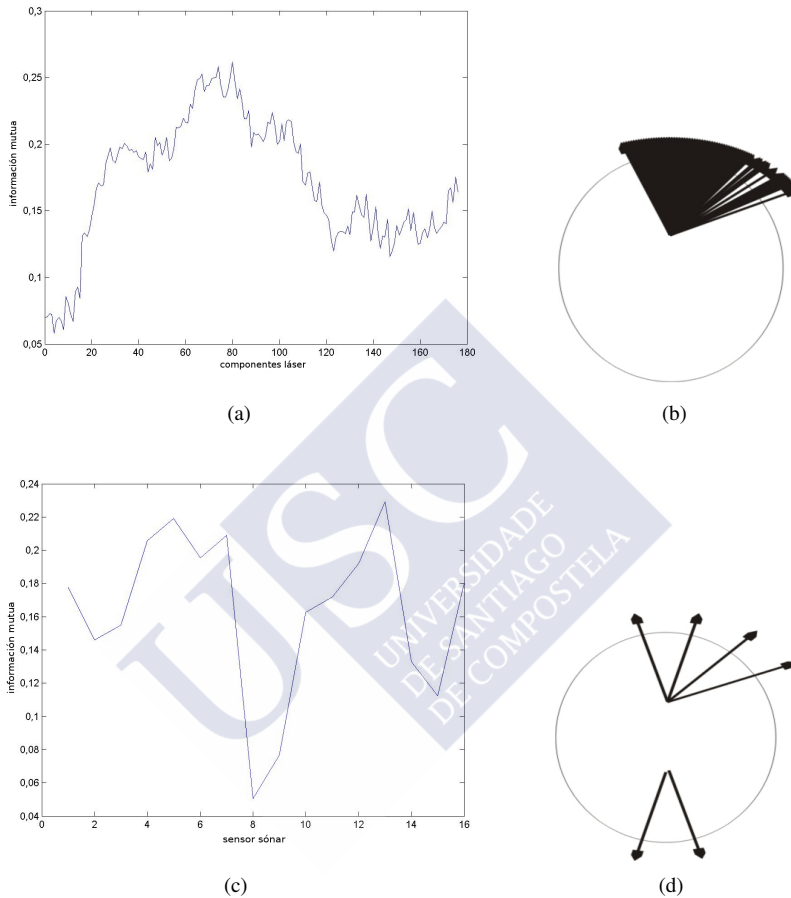 0,3
0,25
0,2
0,15
0,1
0,05
información mutua
0 20 40 60 80 100 120 140 160 180
componentes láser
(a)
(b)
0,24
0,22
0,2
0,18
0,16
0,14
0,12
0,1
0,08
0,06
0,04
información mutua
0 2 4 6 8 10 12 14 16
sensor sónar
(c)
(d)
USC
UNIVERSIDADE
DE SANTIAGO
DE COMPOSTELA